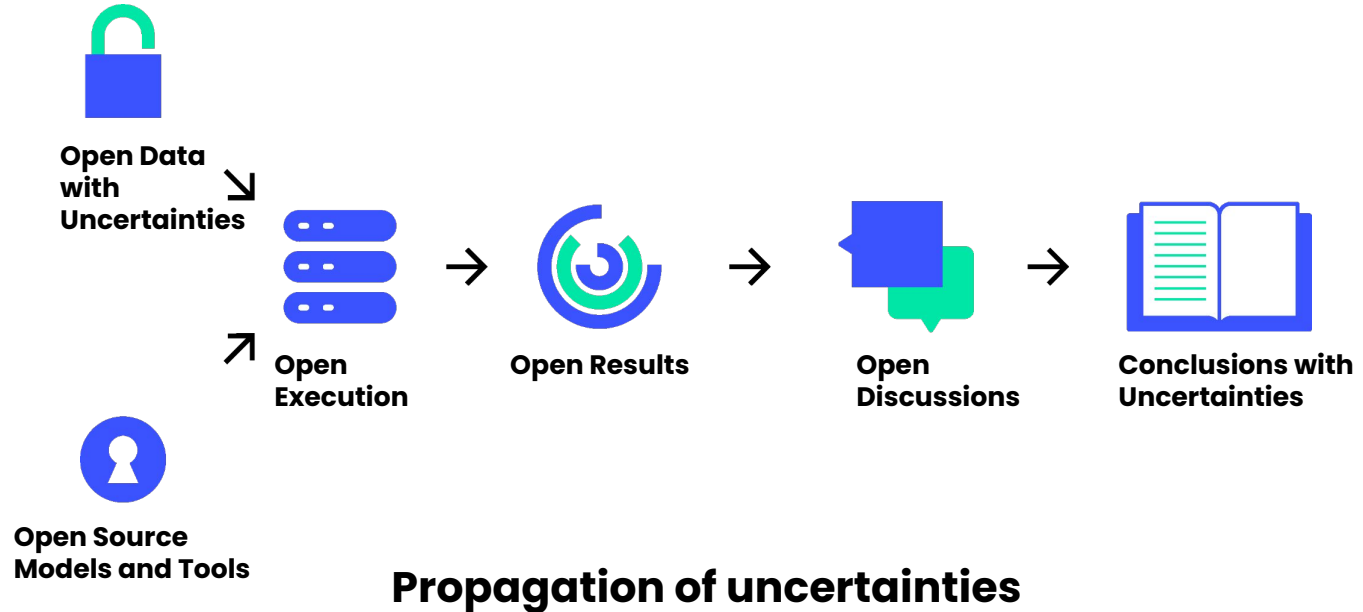 Open Data
with
Uncertainties
Open
Execution
Open Results
Open
Discussions
Conclusions with
Uncertainties
Open Source
Models and Tools
Propagation of uncertainties